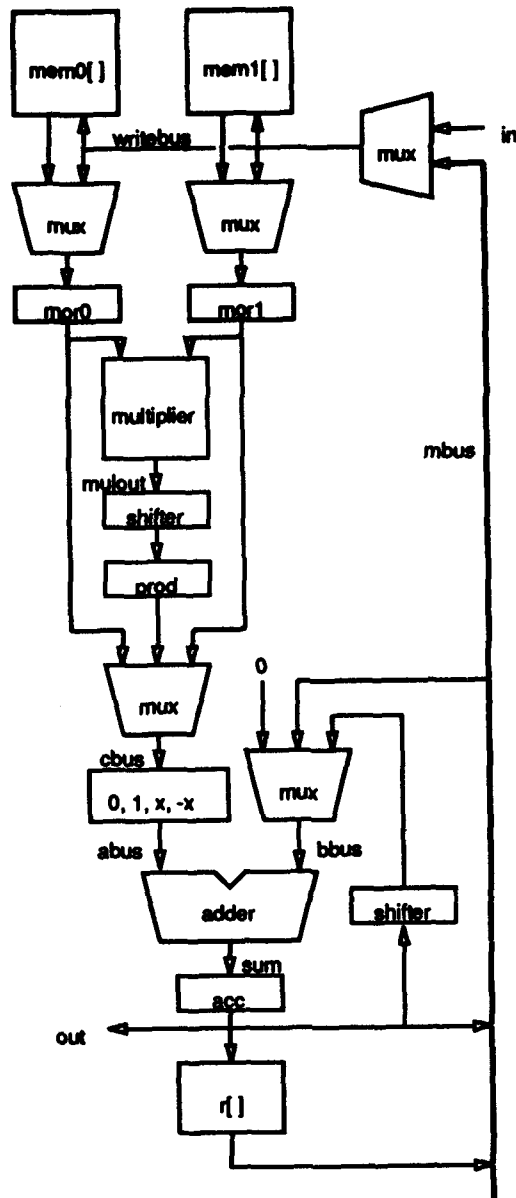 mem0[ ]
mem1[ ]
writebus
mux
in
mux
mux
mor0
mor1
multiplier
mbus
mulout
shifter
prod
0
mux
cbus
mux
0, 1, x, -x
abus
bbus
adder
shifter
sum
acc
out
r[ ]